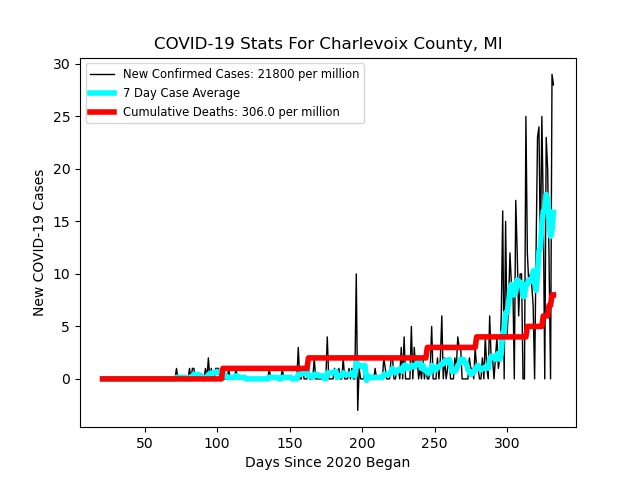 COVID-19 Stats For Charlevoix County, MI
New Confirmed Cases: 21800 per million
7 Day Case Average
Cumulative Deaths: 306.0 per million
New COVID-19 Cases
30
25
20
15
10
5
0
50 100 150 200 250 300
Days Since 2020 Began